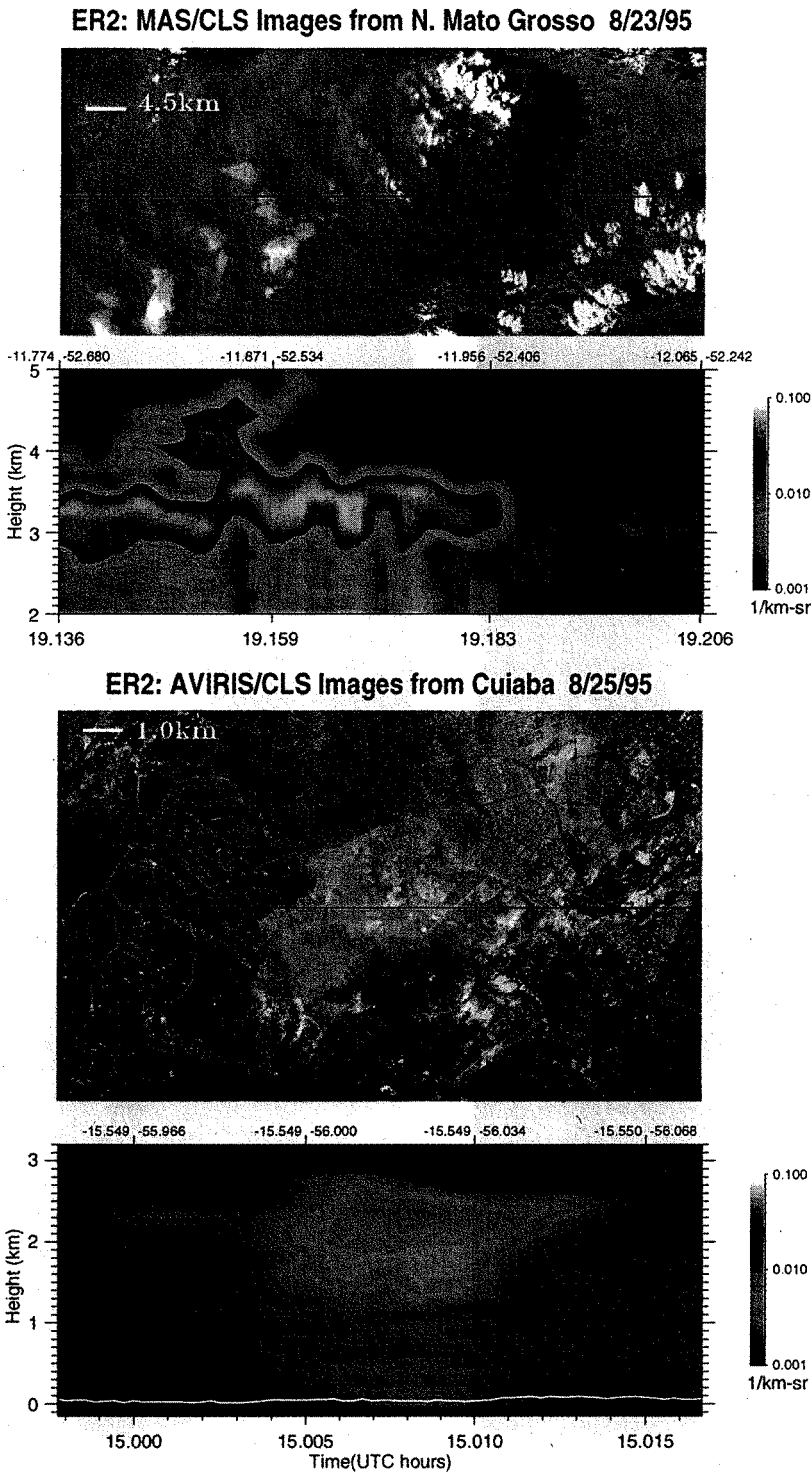 ER2: MAS/CLS Images from N. Mato Grosso 8/23/95
4.5km
-11.774 -52.680 -11.871 -52.534 -11.956 -52.406 -12.065 -52.242
5
4
3
2
Height (km)
0.100
0.010
0.001
1/km-sr
19.136 19.159 19.183 19.206
ER2: AVIRIS/CLS Images from Cuiaba 8/25/95
1.0km
-15.549 -55.966 -15.549 -56.000 -15.549 -56.034 -15.550 -56.068
3
2
1
0
Height (km)
0.100
0.010
0.001
1/km-sr
15.000 15.005 15.010 15.015
Time(UTC hours)